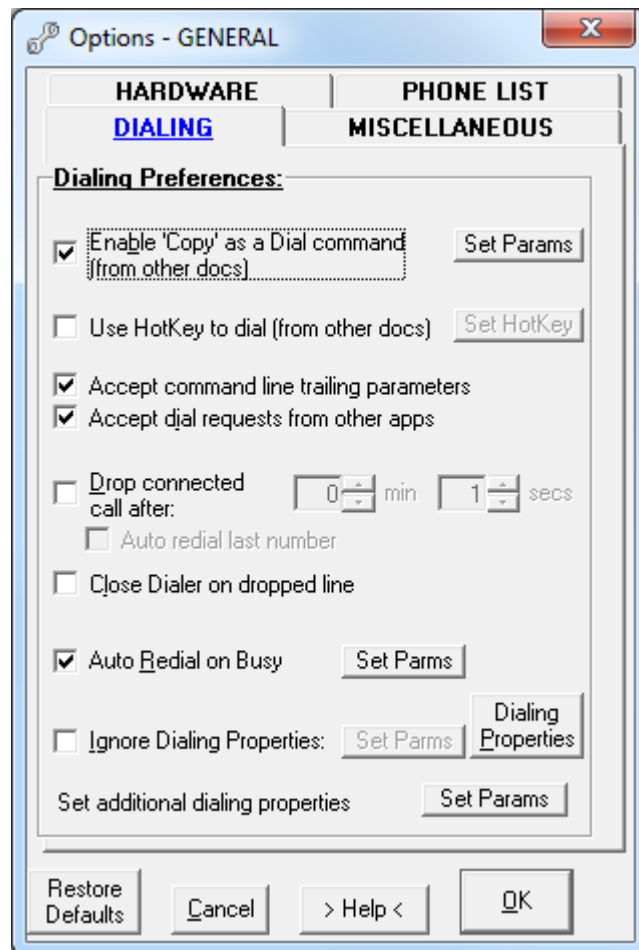 Options - GENERAL
HARDWARE PHONE LIST
DIALING MISCELLANEOUS
Dialing Preferences:
Enable 'Copy' as a Dial command
(from other docs)
Set Params
Use HotKey to dial (from other docs) Set HotKey
Accept command line trailing parameters
Accept dial requests from other apps
Drop connected
call after:
0 min 1 secs
Auto redial last number
Close Dialer on dropped line
Auto Redial on Busy Set Parms
Ignore Dialing Properties: Set Parms
Dialing
Properties
Set additional dialing properties Set Params
Restore
Defaults
Cancel > Help < OK